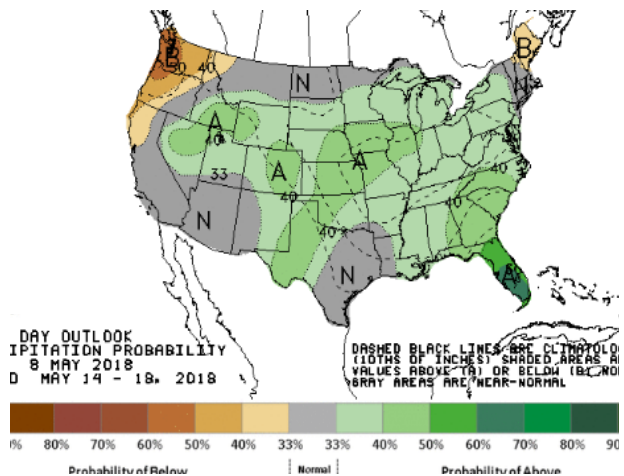 B
50
40
N
B
N
A
40
A
A
33
40
40
40
40
N
N
A
DAY OUTLOOK
IPITATION PROBABILITY
8 MAY 2018
D MAY 14 - 18, 2018
DASHED BLACK LINES ARE CLIMATOLO
(10THS OF INCHES) SHADED AREAS A
VALUES ABOVE (A) OR BELOW (B) NO
GRAY AREAS ARE NEAR-NORMAL
% 80% 70% 60% 50% 40% 33% 33% 40% 50% 60% 70% 80% 90
Probability of Below Normal Probability of Above